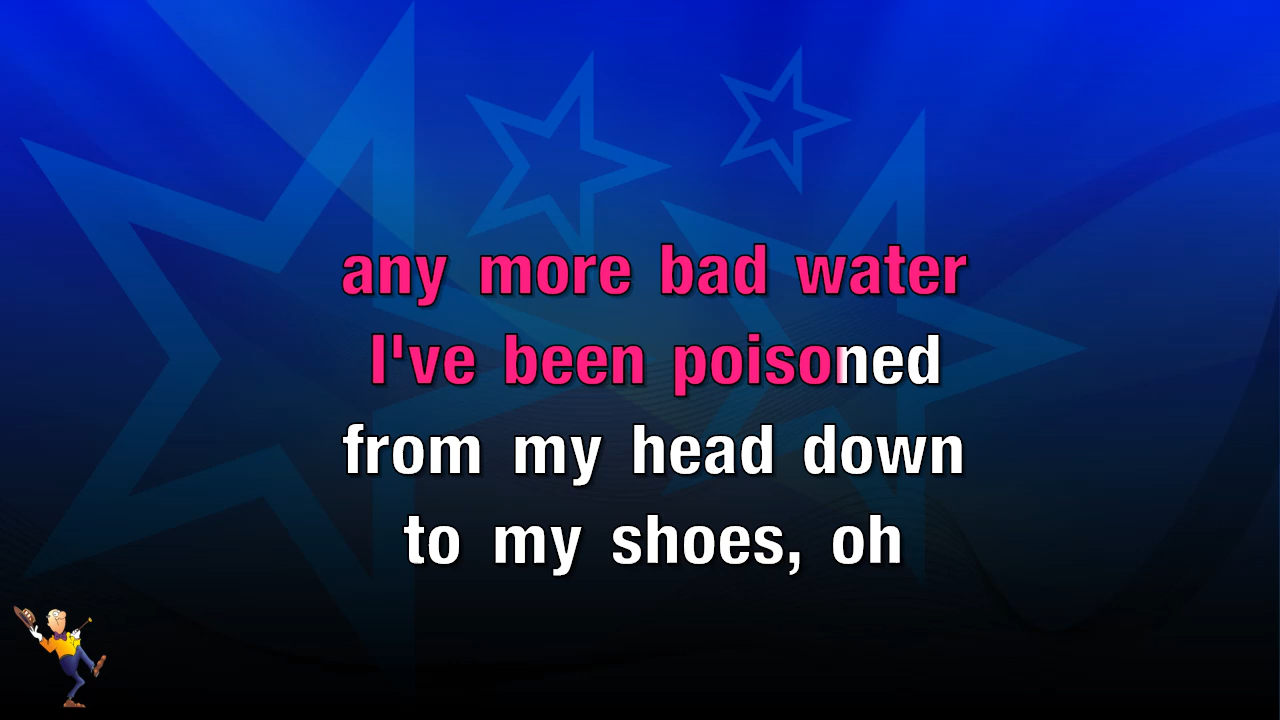 any more bad water
I've been poisoned
from my head down
to my shoes, oh